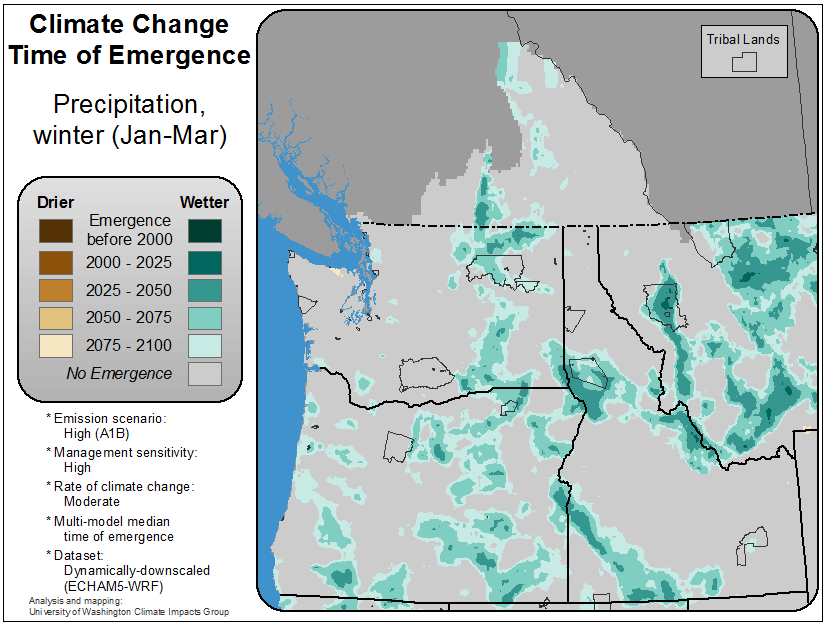 Climate Change
Time of Emergence
Precipitation,
winter (Jan-Mar)
Drier
Wetter
Emergence
before 2000
2000 - 2025
2025 - 2050
2050 - 2075
2075 - 2100
No Emergence
* Emission scenario:
High (A1B)
* Management sensitivity:
High
* Rate of climate change:
Moderate
* Multi-model median
time of emergence
* Dataset:
Dynamically-downscaled
(ECHAM5-WRF)
Analysis and mapping:
University of Washington Climate Impacts Group
Tribal Lands